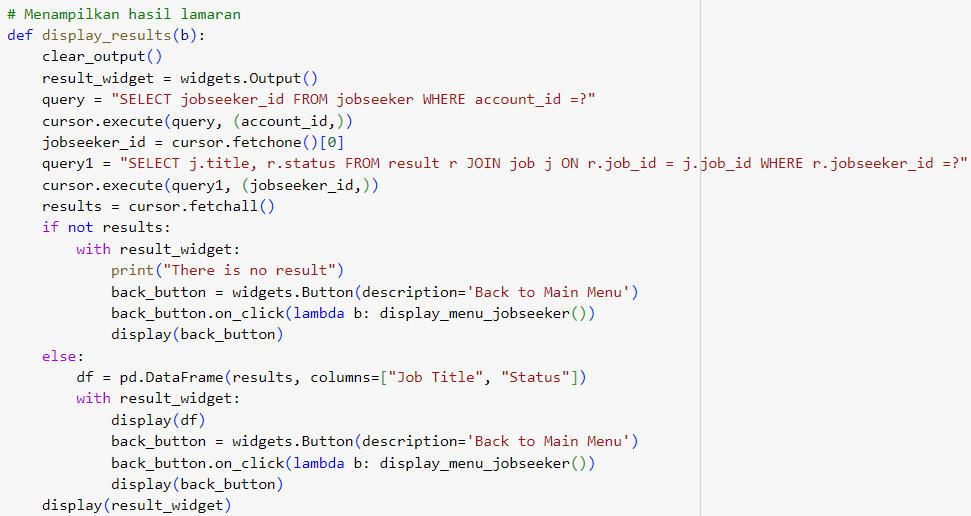 # Menampilkan hasil lamaran
def display_results(b):
    clear_output()
    result_widget = widgets.Output()
    query = "SELECT jobseeker_id FROM jobseeker WHERE account_id =?"
    cursor.execute(query, (account_id,))
    jobseeker_id = cursor.fetchone()[0]
    query1 = "SELECT j.title, r.status FROM result r JOIN job j ON r.job_id = j.job_id WHERE r.jobseeker_id =?"
    cursor.execute(query1, (jobseeker_id,))
    results = cursor.fetchall()
    if not results:
        with result_widget:
            print("There is no result")
            back_button = widgets.Button(description='Back to Main Menu')
            back_button.on_click(lambda b: display_menu_jobseeker())
            display(back_button)
    else:
        df = pd.DataFrame(results, columns=["Job Title", "Status"])
        with result_widget:
            display(df)
            back_button = widgets.Button(description='Back to Main Menu')
            back_button.on_click(lambda b: display_menu_jobseeker())
            display(back_button)
    display(result_widget)